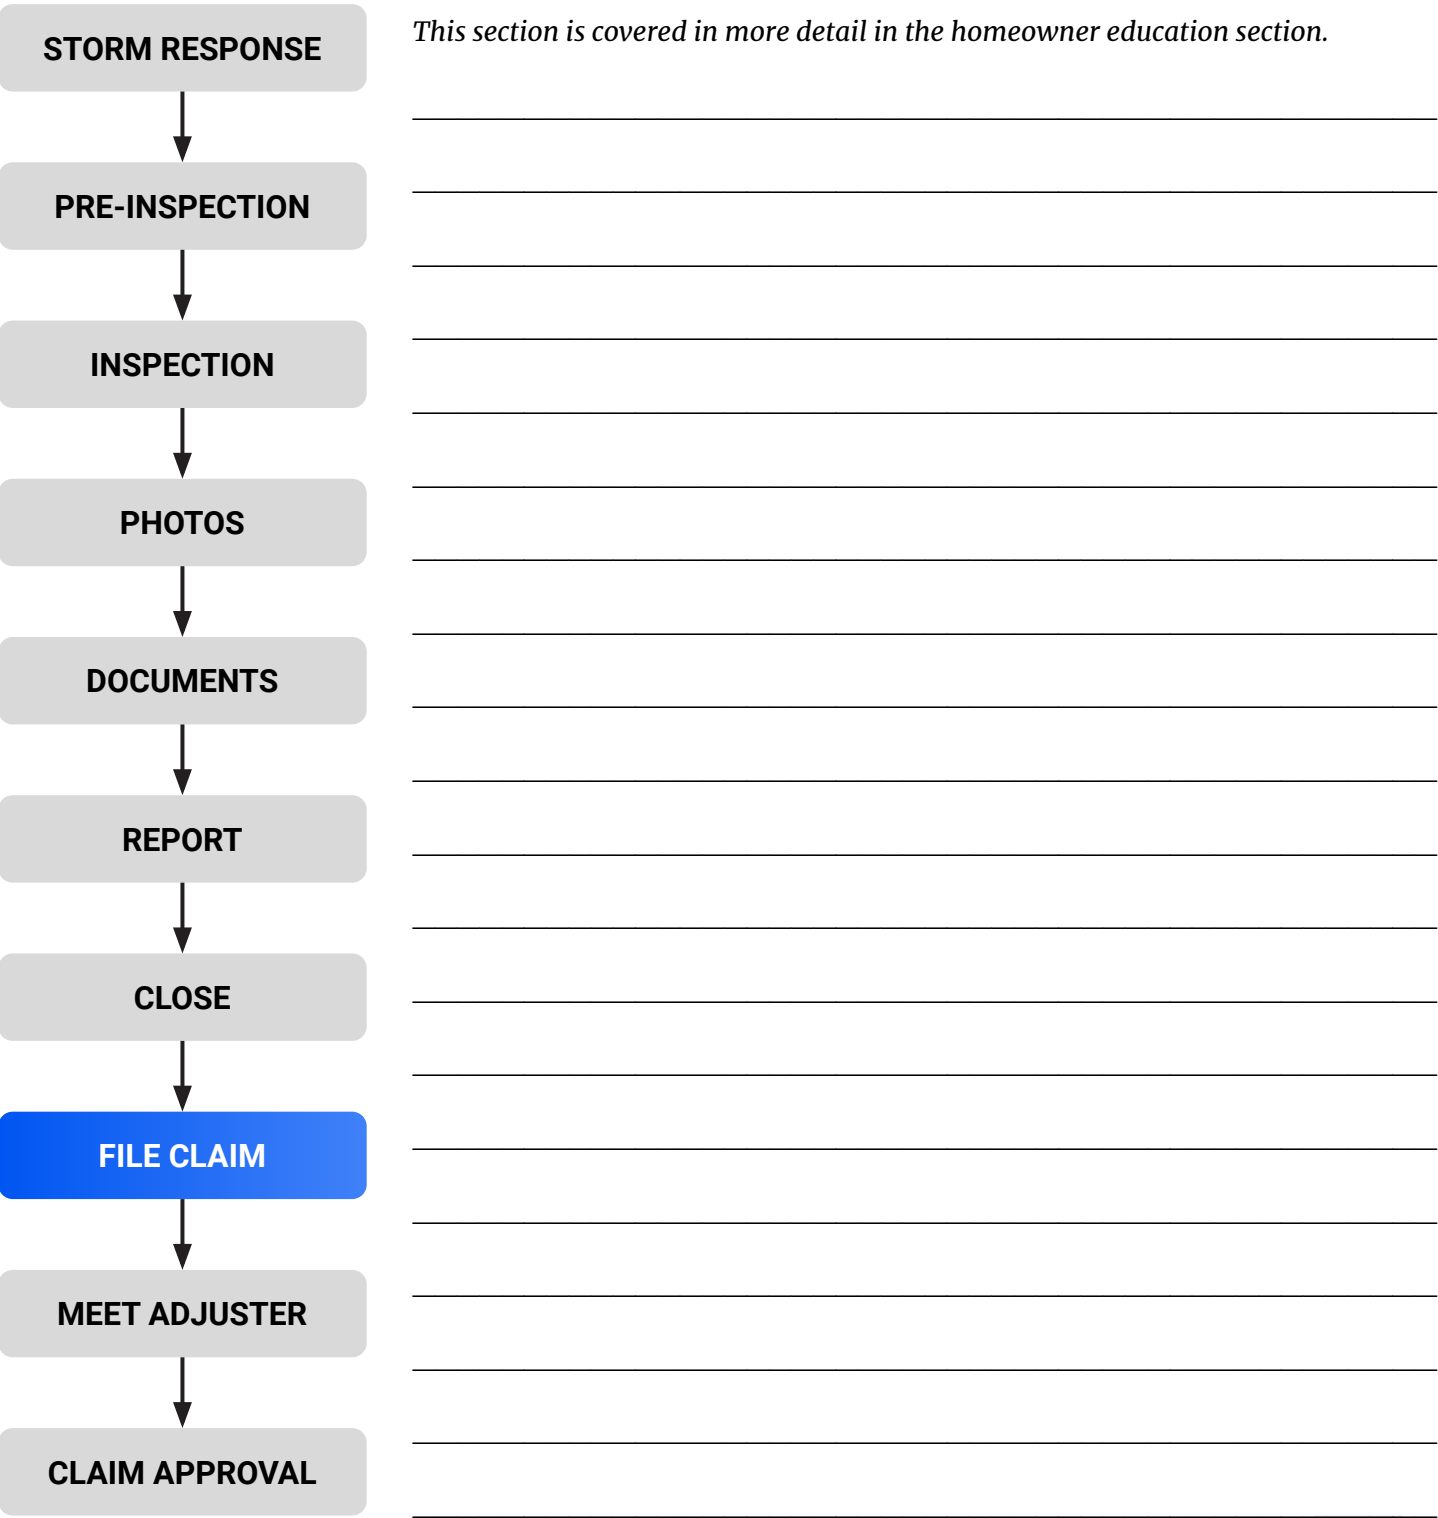 STORM RESPONSE
This section is covered in more detail in the homeowner education section.
PRE-INSPECTION
INSPECTION
PHOTOS
DOCUMENTS
REPORT
CLOSE
FILE CLAIM
MEET ADJUSTER
CLAIM APPROVAL